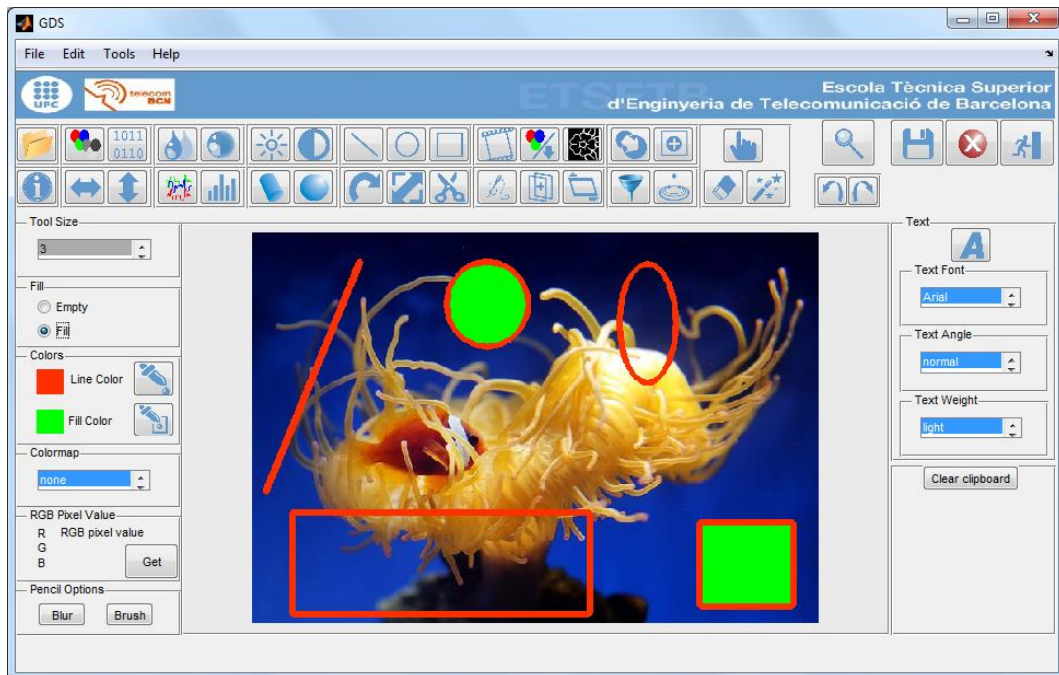 GDS
File Edit Tools Help
UPC
telecom
BCN
ETSETB
Escola Tècnica Superior
d'Enginyeria de Telecomunicació de Barcelona
1011
0110
Tool Size
3
Fill
Empty
Fill
Colors
Line Color
Fill Color
Colormap
none
RGB Pixel Value
R RGB pixel value
G
B
Get
Pencil Options
Blur Brush
Text
A
Text Font
Arial
Text Angle
normal
Text Weight
light
Clear clipboard